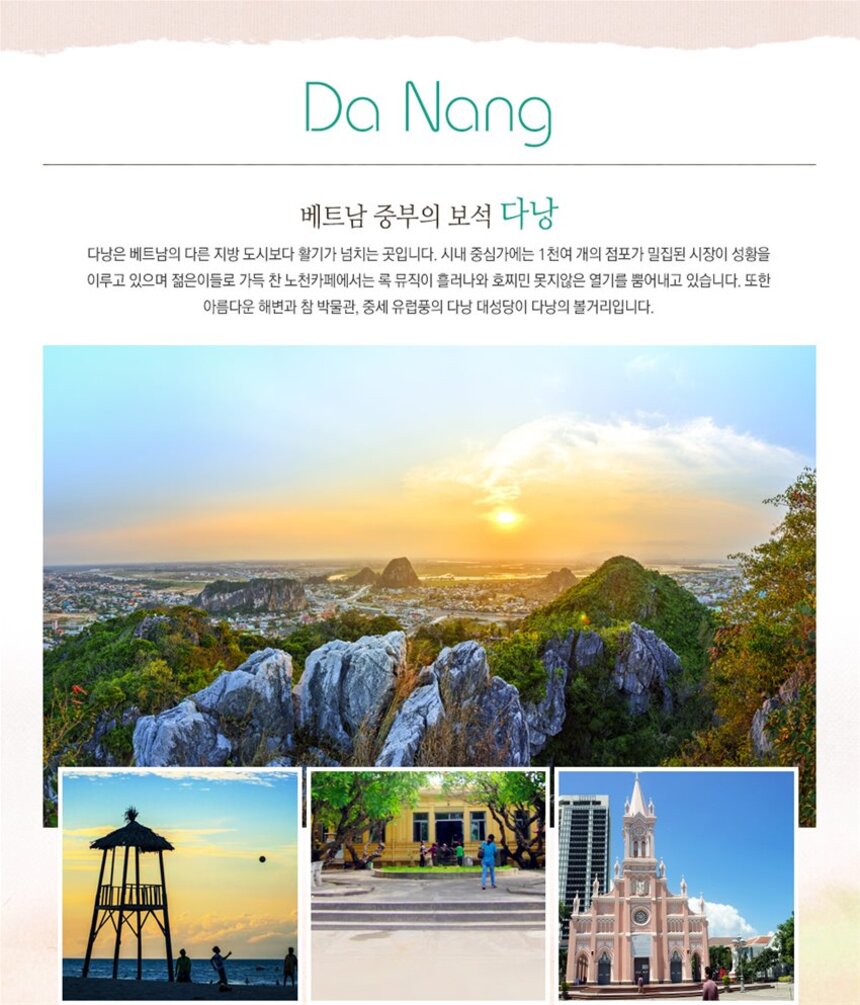 Da Nang
베트남 중부의 보석 다낭
다낭은 베트남의 다른 지방 도시보다 활기가 넘치는 곳입니다. 시내 중심가에는 1천여 개의 점포가 밀집된 시장이 성황을
이루고 있으며 젊은이들로 가득 찬 노천카페에서는 록 뮤직이 흘러나와 호찌민 못지않은 열기를 뿜어내고 있습니다. 또한
아름다운 해변과 참 박물관, 중세 유럽풍의 다낭 대성당이 다낭의 볼거리입니다.